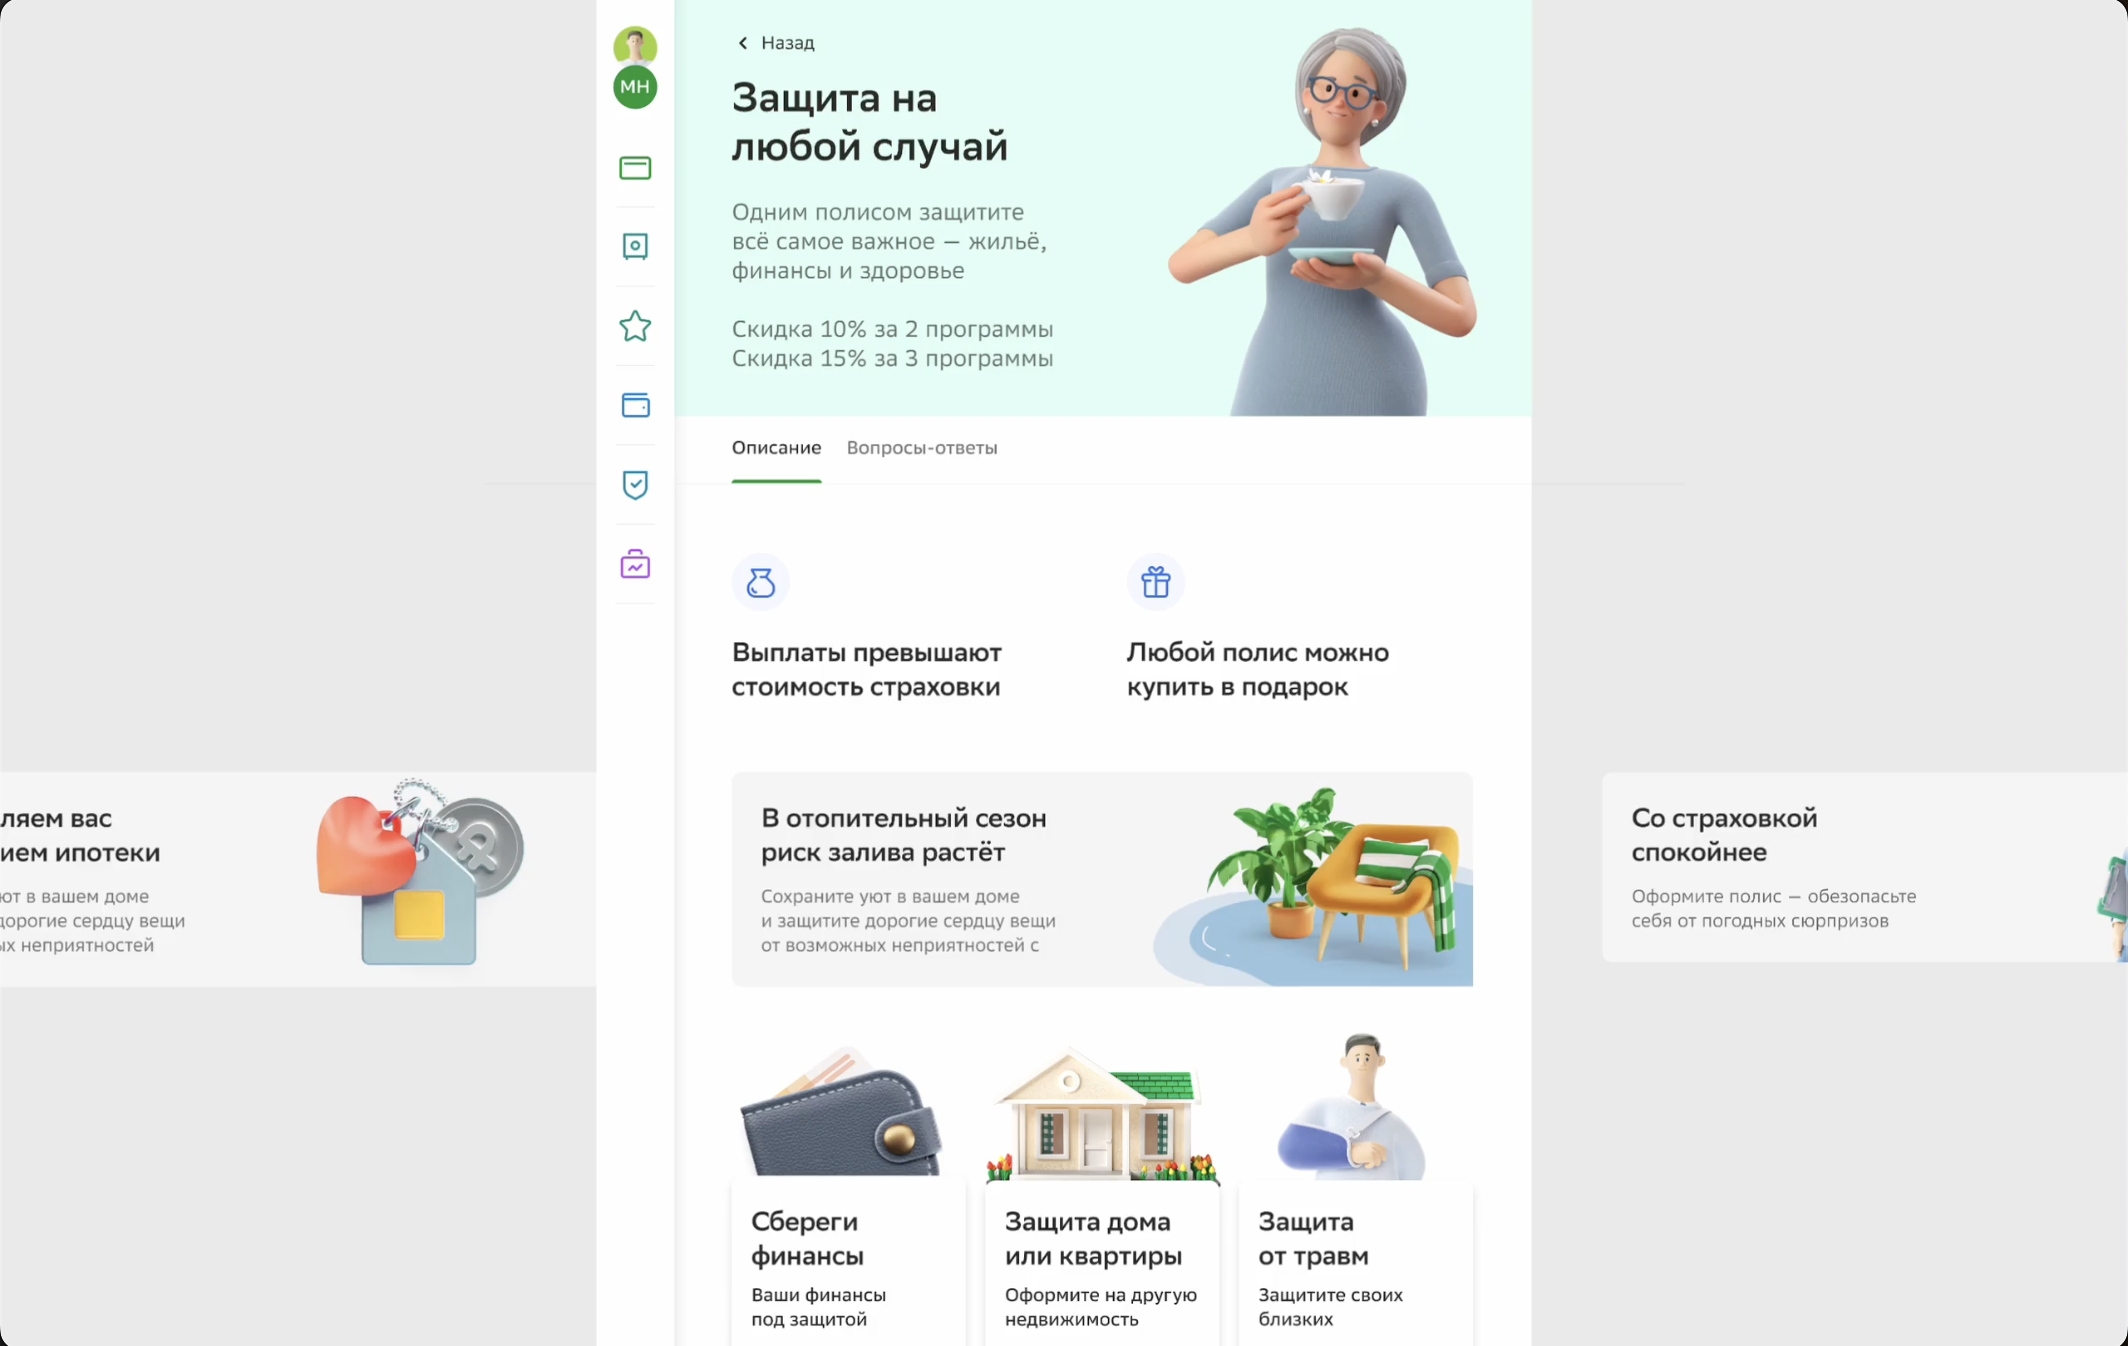 МН
Назад
Защита на
любой случай
Одним полисом защитите
всё самое важное — жильё,
финансы и здоровье
Скидка 10% за 2 программы
Скидка 15% за 3 программы
Описание
Вопросы-ответы
Выплаты превышают
стоимость страховки
Любой полис можно
купить в подарок
ляем вас
ием ипотеки
ют в вашем доме
дорогие сердцу вещи
ых неприятностей
В отопительный сезон
риск залива растёт
Сохраните уют в вашем доме
и защитите дорогие сердцу вещи
от возможных неприятностей с
Со страховкой
спокойнее
Оформите полис — обезопасьте
себя от погодных сюрпризов
Сбереги
финансы
Ваши финансы
под защитой
Защита дома
или квартиры
Оформите на другую
недвижимость
Защита
от травм
Защитите своих
близких